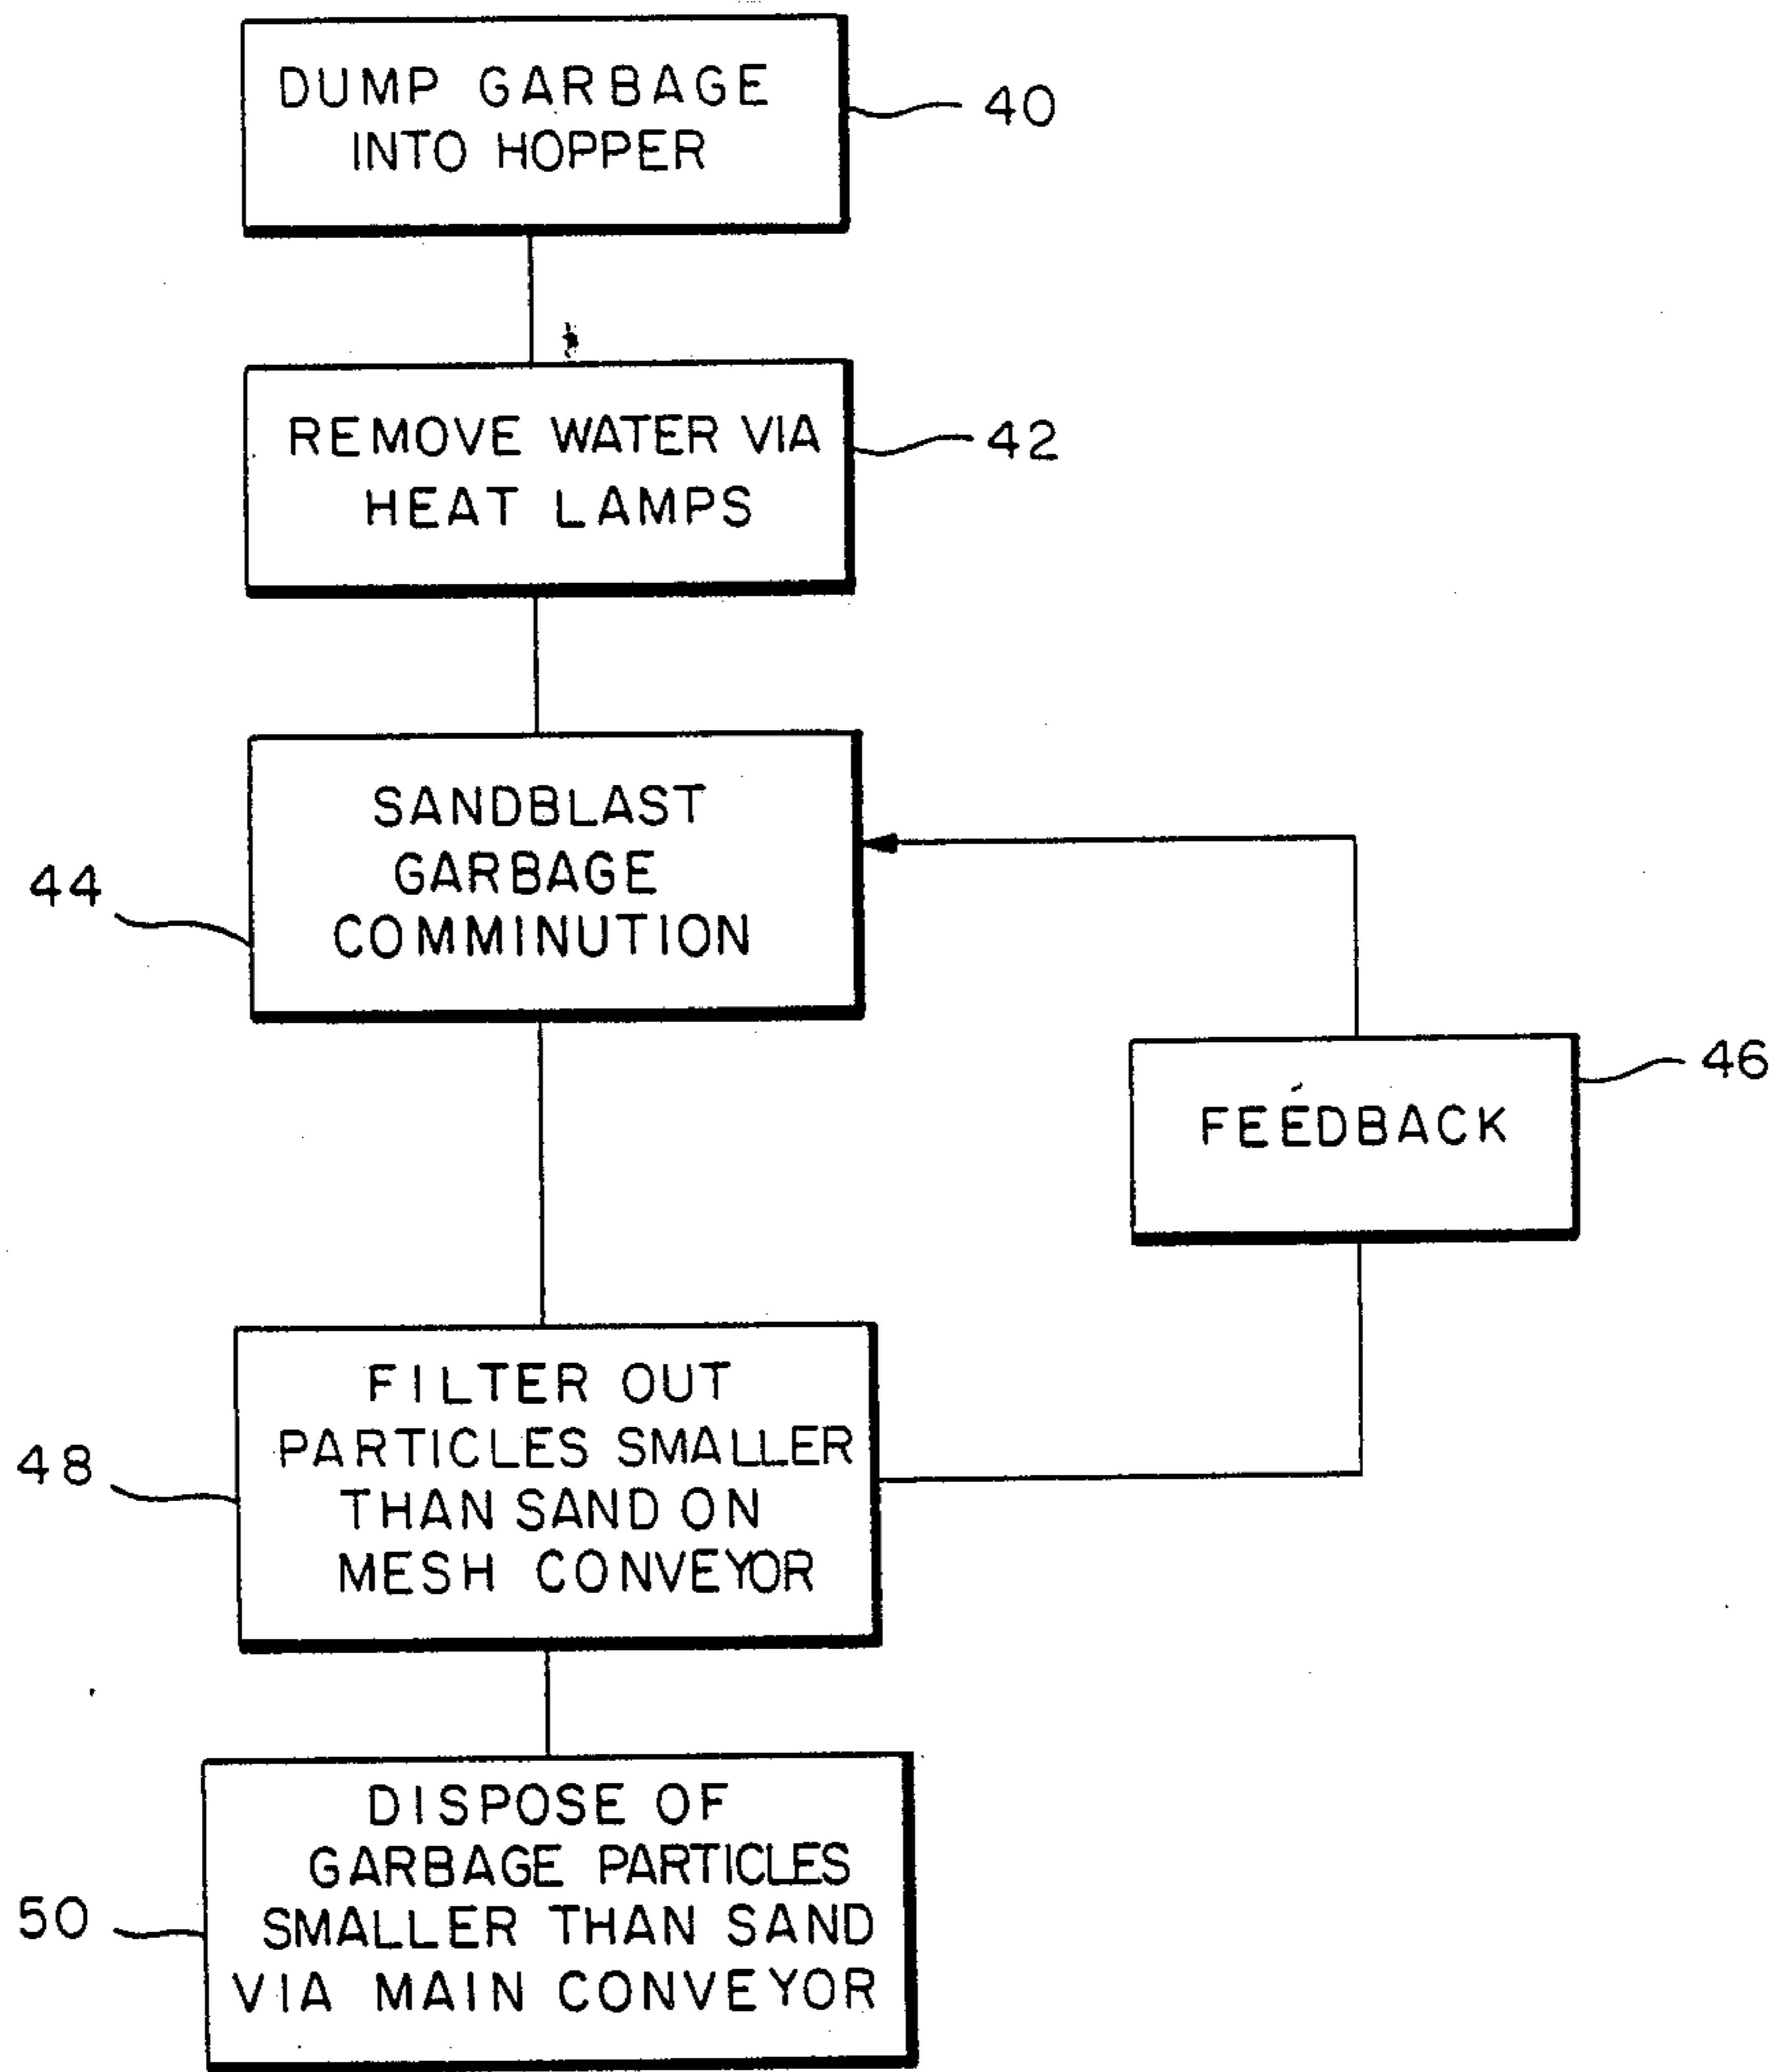 DUMP GARBAGE
INTO HOPPER
40
REMOVE WATER VIA
HEAT LAMPS
42
SANDBLAST
GARBAGE
COMMINUTION
44
FEEDBACK
46
FILTER OUT
PARTICLES SMALLER
THAN SAND ON
MESH CONVEYOR
48
DISPOSE OF
GARBAGE PARTICLES
SMALLER THAN SAND
VIA MAIN CONVEYOR
50